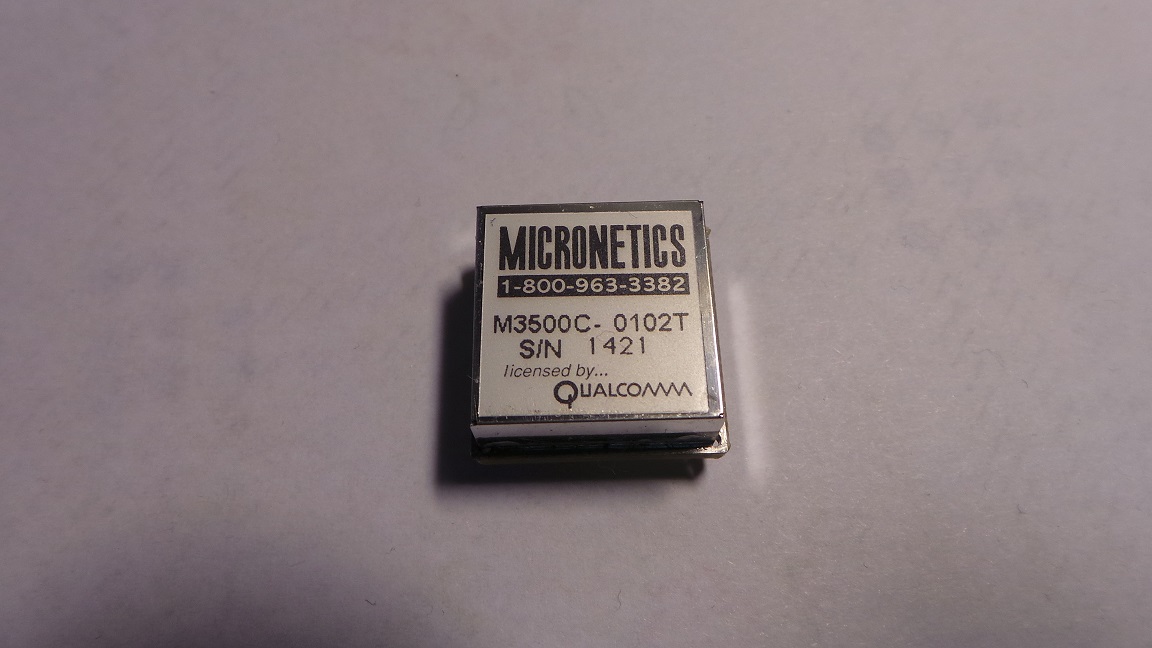 MICRONETICS
1-800-963-3382
M3500C- 0102T
S/N 1421
licensed by...
QUALCOMM